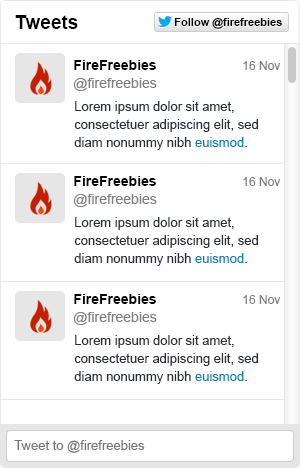 Tweets
Follow @firefreebies
FireFreebies 16 Nov
@firefreebies
Lorem ipsum dolor sit amet,
consectetuer adipiscing elit, sed
diam nonummy nibh euismod.
FireFreebies 16 Nov
@firefreebies
Lorem ipsum dolor sit amet,
consectetuer adipiscing elit, sed
diam nonummy nibh euismod.
FireFreebies 16 Nov
@firefreebies
Lorem ipsum dolor sit amet,
consectetuer adipiscing elit, sed
diam nonummy nibh euismod.
Tweet to @firefreebies